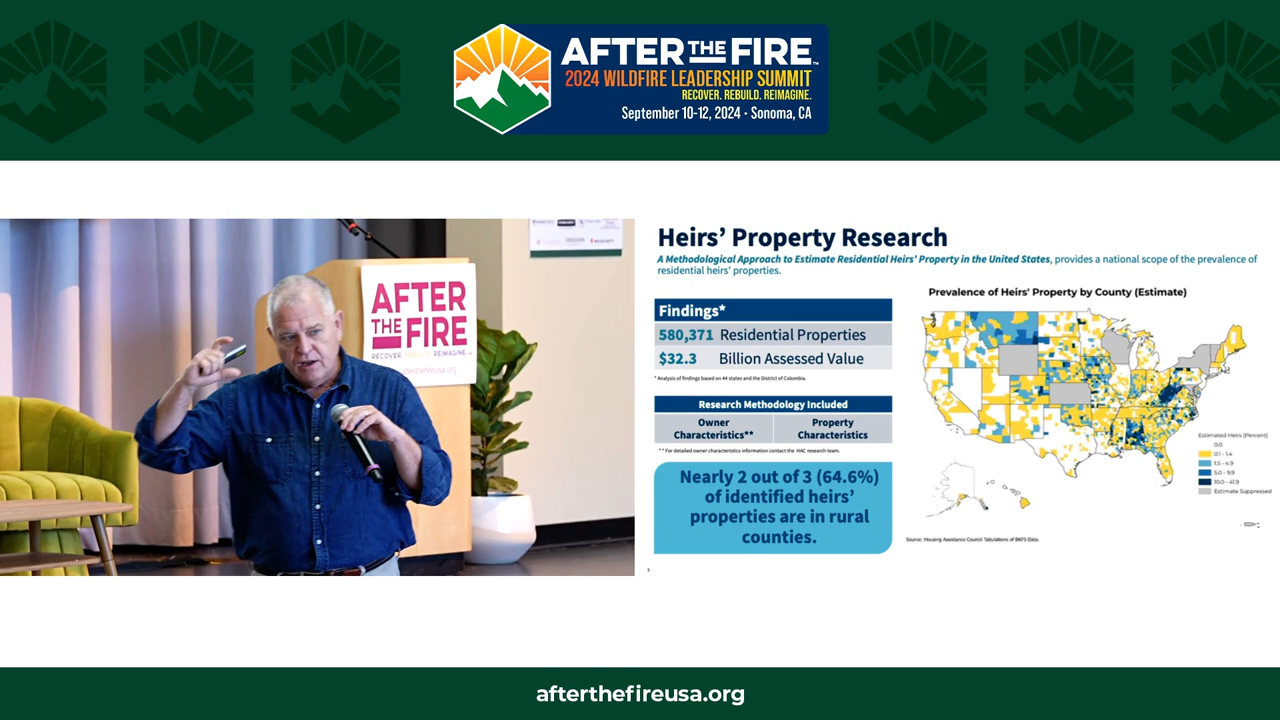 AFTER THE FIRE™
2024 WILDFIRE LEADERSHIP SUMMIT
RECOVER. REBUILD. REIMAGINE.
September 10-12, 2024 · Sonoma, CA
AFTER
THE FIRE
RECOVER REBUILD REIMAGINE
afterthefireusa.org
Heirs' Property Research
A Methodological Approach to Estimate Residential Heirs' Property in the United States, provides a national scope of the prevalence of
residential heirs' properties.
Findings*
580,371 Residential Properties
$32.3 Billion Assessed Value
* Analysis of findings based on 44 states and the District of Colombia.
Research Methodology Included
Owner
Characteristics**
Property
Characteristics
** For detailed owner characteristics information contact the HAC research team.
Nearly 2 out of 3 (64.6%)
of identified heirs'
properties are in rural
counties.
Prevalence of Heirs' Property by County (Estimate)
Estimated Heirs (Percent)
0.0
0.1 - 1.4
1.5 - 4.9
5.0 - 9.9
10.0 - 41.9
Estimate Suppressed
Source: Housing Assistance Council Tabulations of BKFS Data.
afterthefireusa.org